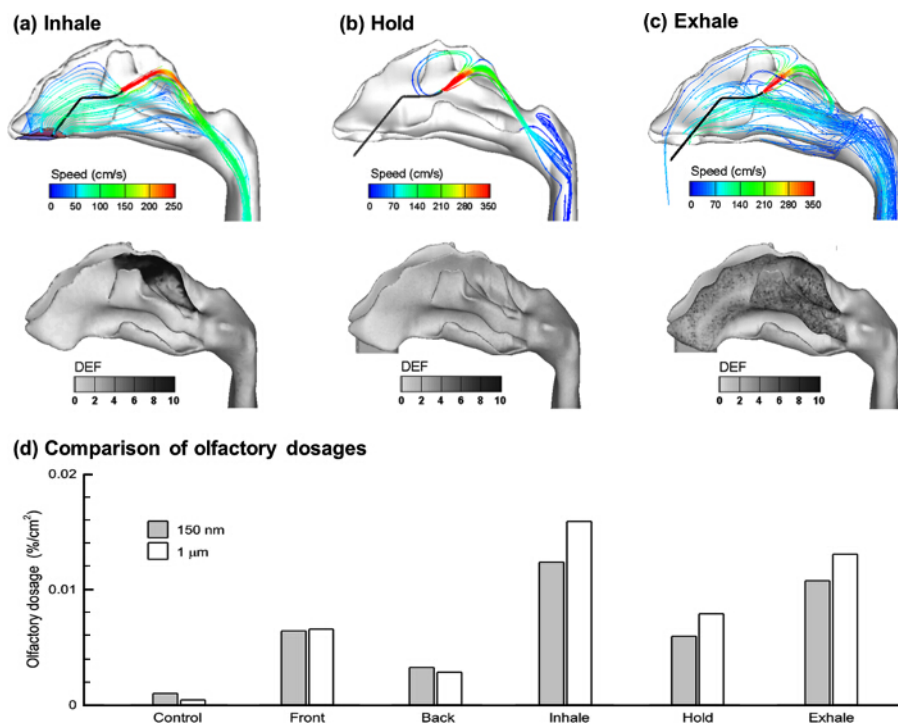 (a) Inhale
(b) Hold
(c) Exhale
Speed (cm/s)
0 50 100 150 200 250
Speed (cm/s)
0 70 140 210 280 350
Speed (cm/s)
0 70 140 210 280 350
DEF
0 2 4 6 8 10
DEF
0 2 4 6 8 10
DEF
0 2 4 6 8 10
(d) Comparison of olfactory dosages
Olfactory dosage (%/cm²)
0.02
0.01
0
150 nm
1 μm
Control Front Back Inhale Hold Exhale